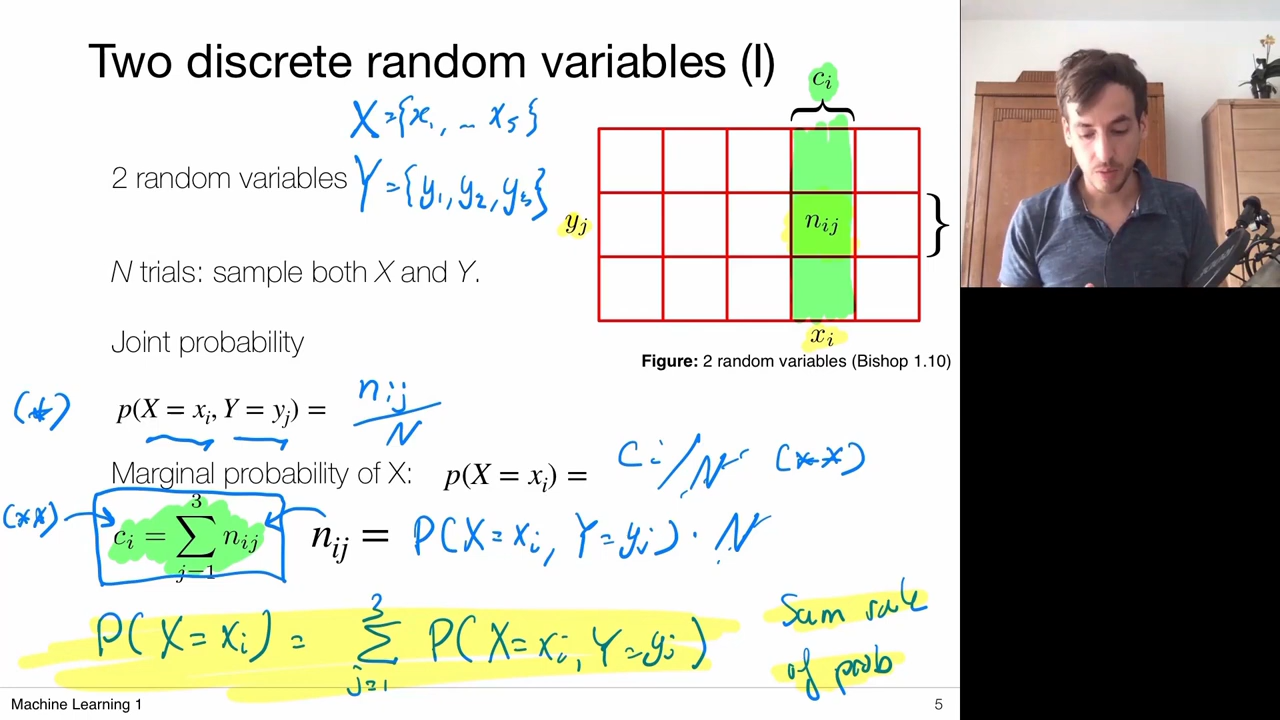 Two discrete random variables (I)
X = {x₁, .. x₅}
2 random variables Y = {y₁, y₂, y₃}
cᵢ
yⱼ
nᵢⱼ
xᵢ
}
N trials: sample both X and Y.
Figure: 2 random variables (Bishop 1.10)
Joint probability
(*) p(X = xᵢ, Y = yⱼ) = nᵢⱼ / N
Marginal probability of X: p(X = xᵢ) = cᵢ/N (**)
(**) → cᵢ = ∑_{j=1}^{3} nᵢⱼ nᵢⱼ = P(X = xᵢ, Y = yⱼ) · N
P(X = xᵢ) = ∑_{j=1}^{3} P(X = xᵢ, Y = yⱼ) Sum rule
of prob
Machine Learning 1
5